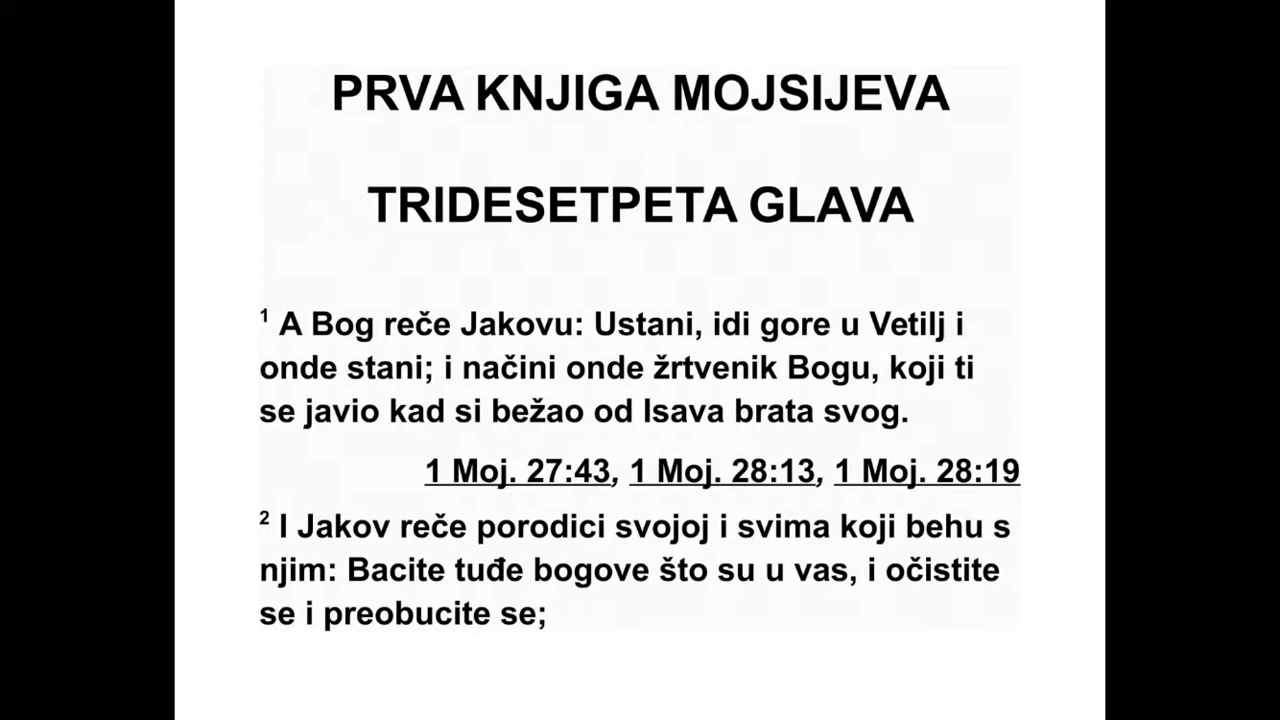 PRVA KNJIGA MOJSIJEVA
TRIDESETPETA GLAVA
1 A Bog reče Jakovu: Ustani, idi gore u Vetilj i
onde stani; i načini onde žrtvenik Bogu, koji ti
se javio kad si bežao od Isava brata svog.
1 Moj. 27:43, 1 Moj. 28:13, 1 Moj. 28:19
2 I Jakov reče porodici svojoj i svima koji behu s
njim: Bacite tuđe bogove što su u vas, i očistite
se i preobucite se;